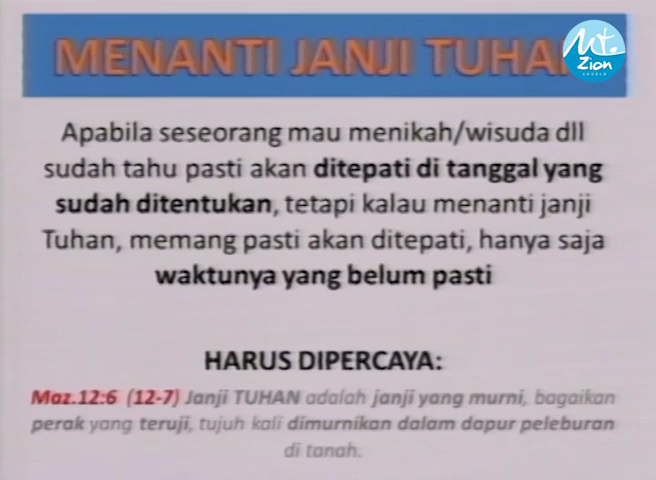 MENANTI JANJI TUHAN
Mt.
Zion
CHURCH
Apabila seseorang mau menikah/wisuda dll
sudah tahu pasti akan ditepati di tanggal yang
sudah ditentukan, tetapi kalau menanti janji
Tuhan, memang pasti akan ditepati, hanya saja
waktunya yang belum pasti
HARUS DIPERCAYA:
Maz.12:6 (12-7) Janji TUHAN adalah janji yang murni, bagaikan
perak yang teruji, tujuh kali dimurnikan dalam dapur peleburan
di tanah.